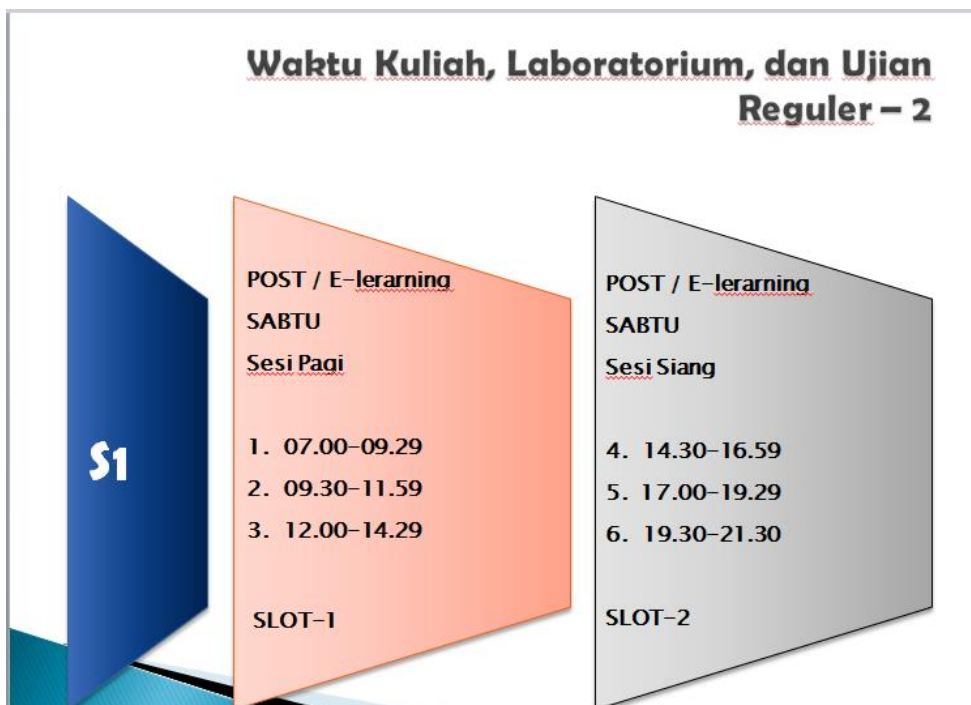 Waktu Kuliah, Laboratorium, dan Ujian
Reguler – 2
S1
POST / E-lerarning
SABTU
Sesi Pagi
1. 07.00-09.29
2. 09.30-11.59
3. 12.00-14.29
SLOT-1
POST / E-lerarning
SABTU
Sesi Siang
4. 14.30-16.59
5. 17.00-19.29
6. 19.30-21.30
SLOT-2